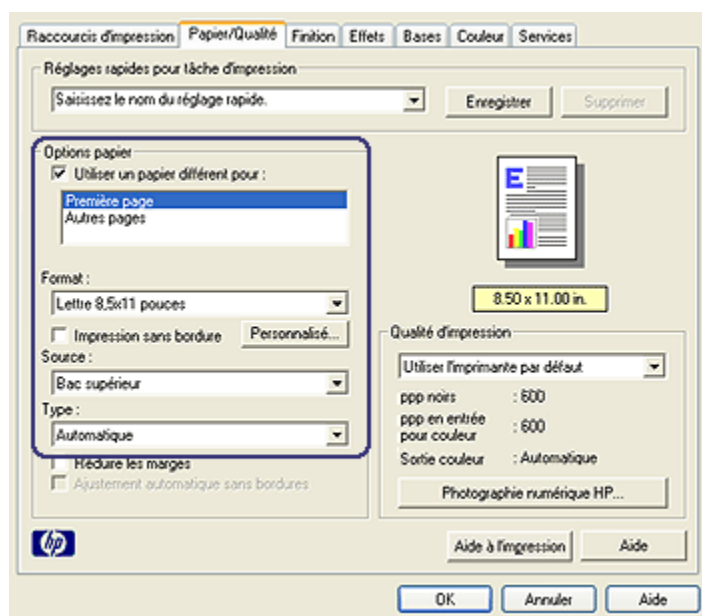 Raccourcis d'impression Papier/Qualité Finition Effets Bases Couleur Services
Réglages rapides pour tâche d'impression
Saisissez le nom du réglage rapide. Enregistrer Supprimer
Options papier
Utiliser un papier différent pour :
Première page
Autres pages
E
Format :
Lettre 8,5x11 pouces
8.50 x 11.00 in.
Impression sans bordure Personnalisé...
Source :
Bac supérieur
Type :
Automatique
Réduire les marges
Ajustement automatique sans bordures
Qualité d'impression
Utiliser l'imprimante par défaut
ppp noirs : 600
ppp en entrée
pour couleur : 600
Sortie couleur : Automatique
Photographie numérique HP...
hp
Aide à l'impression Aide
OK Annuler Aide